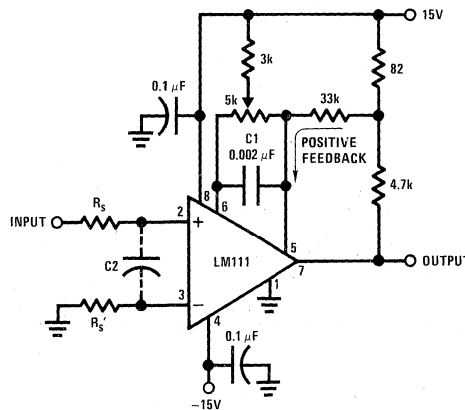 15V
3k
82
0.1 μF
5k
33k
C1
0.002 μF
POSITIVE
FEEDBACK
4.7k
8
6
Rs
INPUT
2
+
5
OUTPUT
LM111
7
C2
1
3
−
Rs′
4
0.1 μF
−15V